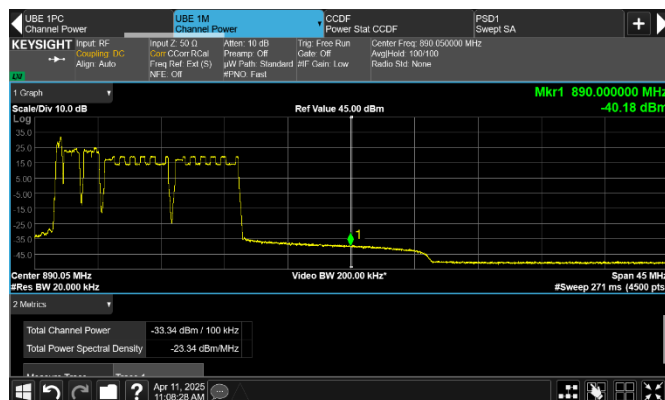 UBE 1PC
Channel Power
UBE 1M
Channel Power
CCDF
Power Stat CCDF
PSD1
Swept SA
KEYSIGHT
Input: RF
Coupling: DC
Align: Auto
Input Z: 50 Ω
Corr CCorr RCal
Freq Ref: Ext (S)
NFE: Off
Atten: 10 dB
Preamp: Off
µW Path: Standard
#PNO: Fast
Trig: Free Run
Gate: Off
#IF Gain: Low
Center Freq: 890.050000 MHz
Avg|Hold: 100/100
Radio Std: None
LXI
1 Graph
Scale/Div 10.0 dB
Ref Value 45.00 dBm
Mkr1 890.000000 MHz
-40.18 dBm
Log
35.0
25.0
15.0
5.00
-5.00
-15.0
-25.0
-35.0
-45.0
1
Center 890.05 MHz
#Res BW 20.000 kHz
Video BW 200.00 kHz*
Span 45 MHz
#Sweep 271 ms (4500 pts)
2 Metrics
Total Channel Power -33.34 dBm / 100 kHz
Total Power Spectral Density -23.34 dBm/MHz
Apr 11, 2025
11:08:28 AM